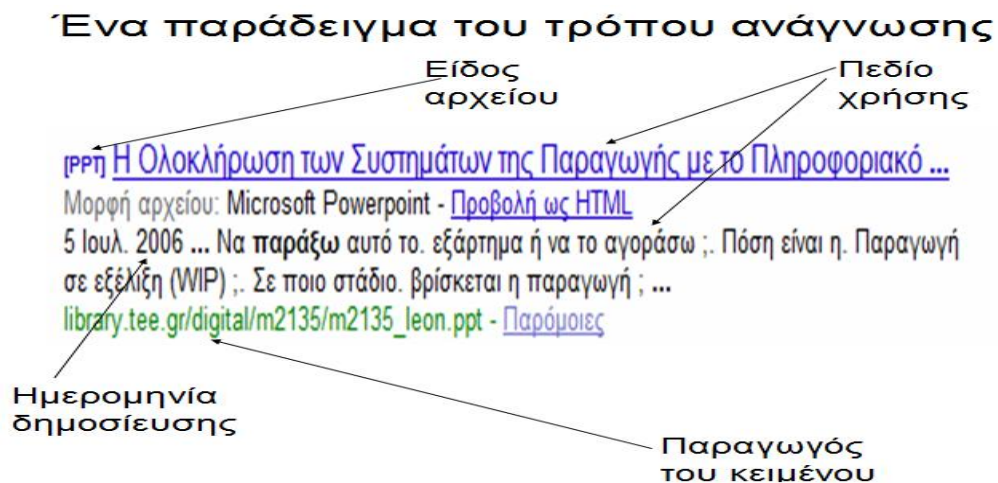 Ένα παράδειγμα του τρόπου ανάγνωσης
Είδος
αρχείου
Πεδίο
χρήσης
[PPT] Η Ολοκλήρωση των Συστημάτων της Παραγωγής με το Πληροφοριακό ...
Μορφή αρχείου: Microsoft Powerpoint - Προβολή ως HTML
5 Ιουλ. 2006 ... Να παράξω αυτό το. εξάρτημα ή να το αγοράσω ;. Πόση είναι η. Παραγωγή
σε εξέλιξη (WIP) ;. Σε ποιο στάδιο. βρίσκεται η παραγωγή ; ...
library.tee.gr/digital/m2135/m2135_leon.ppt - Παρόμοιες
Ημερομηνία
δημοσίευσης
Παραγωγός
του κειμένου